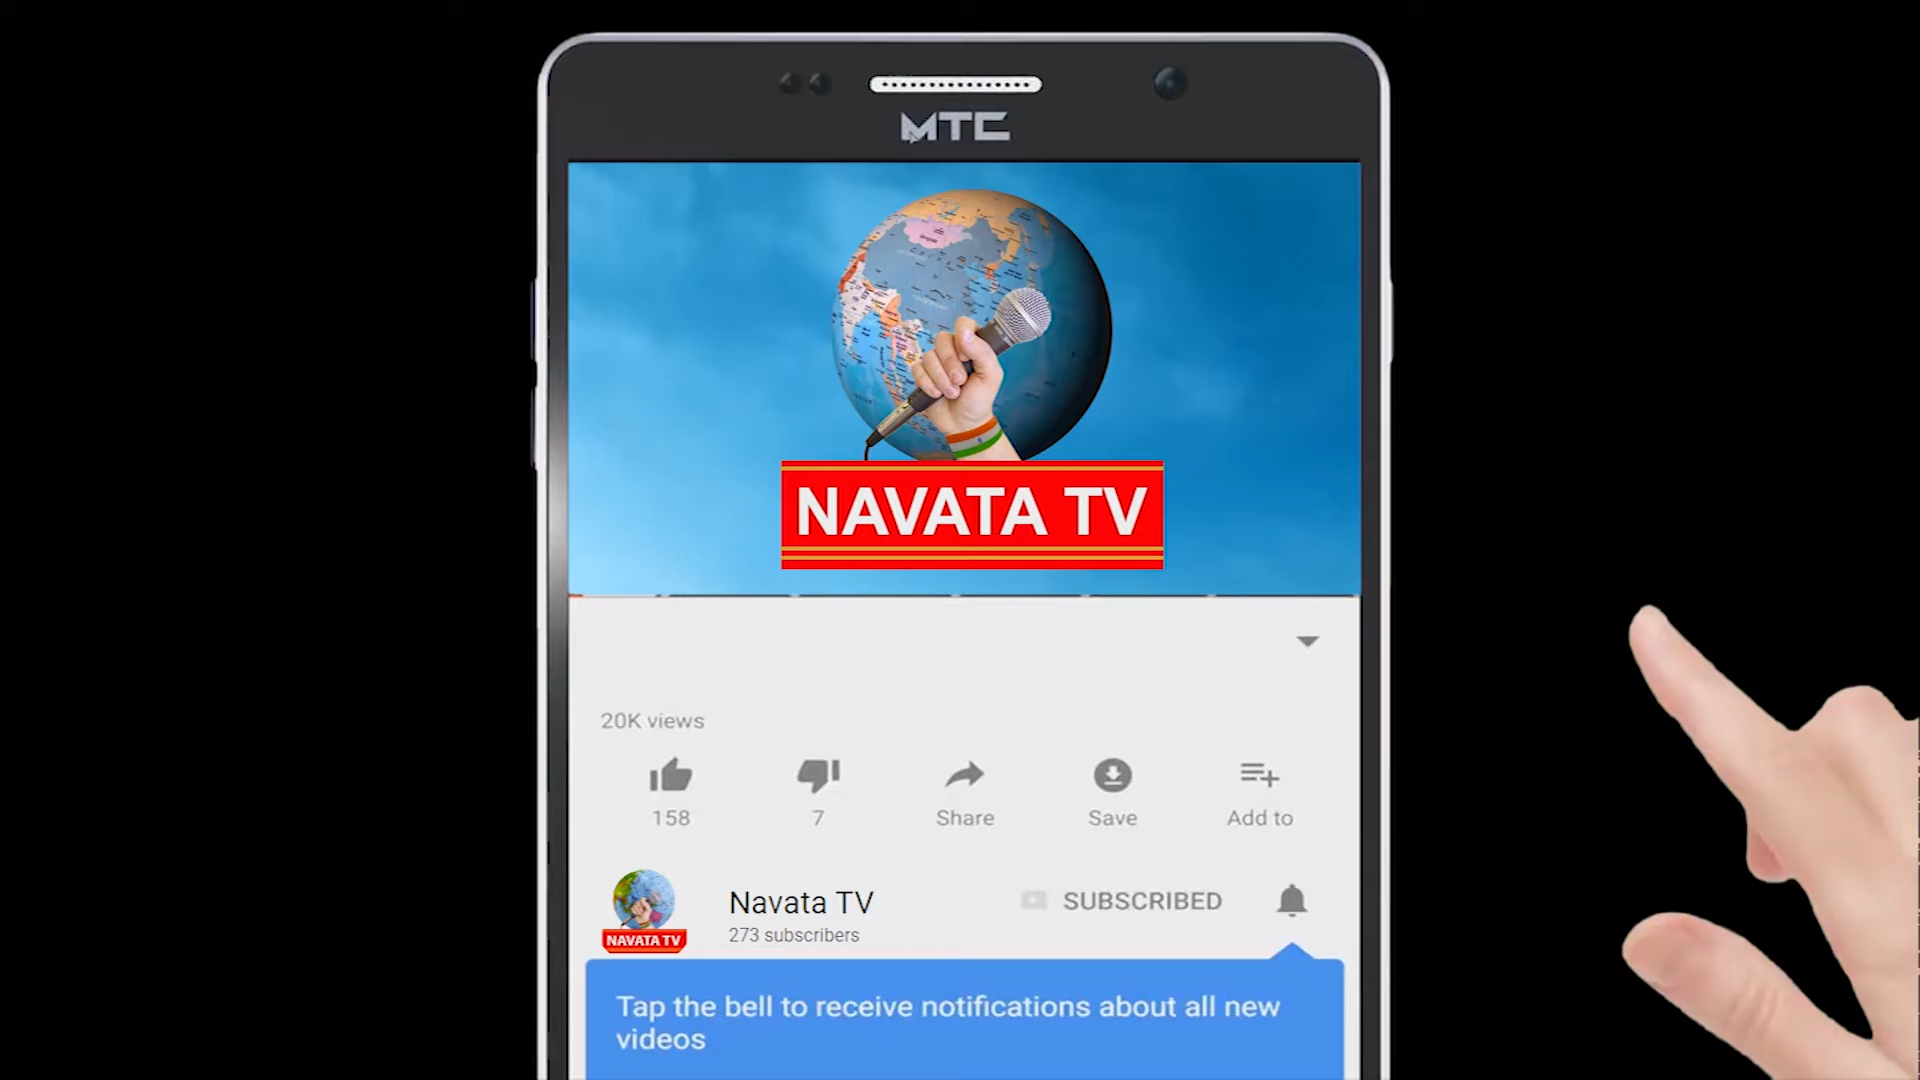 MTC
NAVATA TV
20K views
158
7
Share
Save
Add to
Navata TV
SUBSCRIBED
273 subscribers
NAVATA TV
Tap the bell to receive notifications about all new
videos